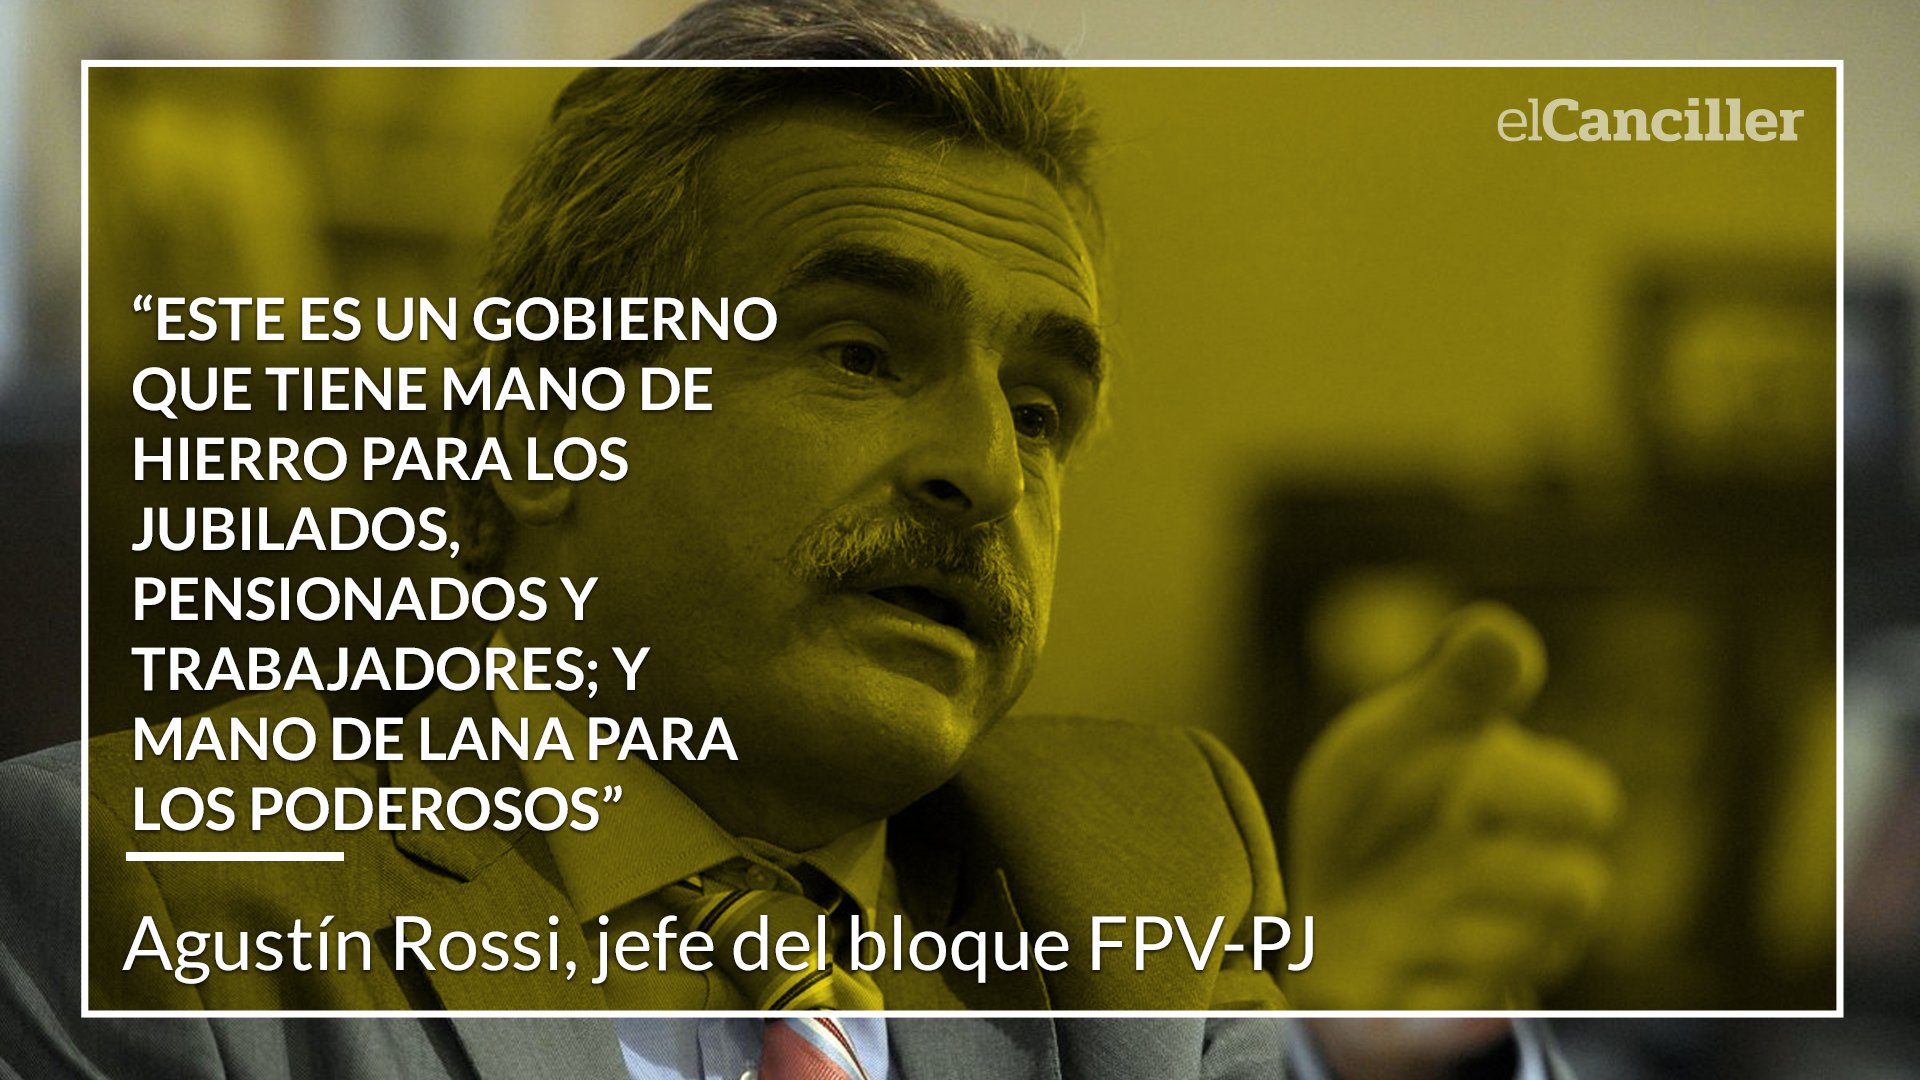 elCanciller
“ESTE ES UN GOBIERNO
QUE TIENE MANO DE
HIERRO PARA LOS
JUBILADOS,
PENSIONADOS Y
TRABAJADORES; Y
MANO DE LANA PARA
LOS PODEROSOS”
Agustín Rossi, jefe del bloque FPV-PJ